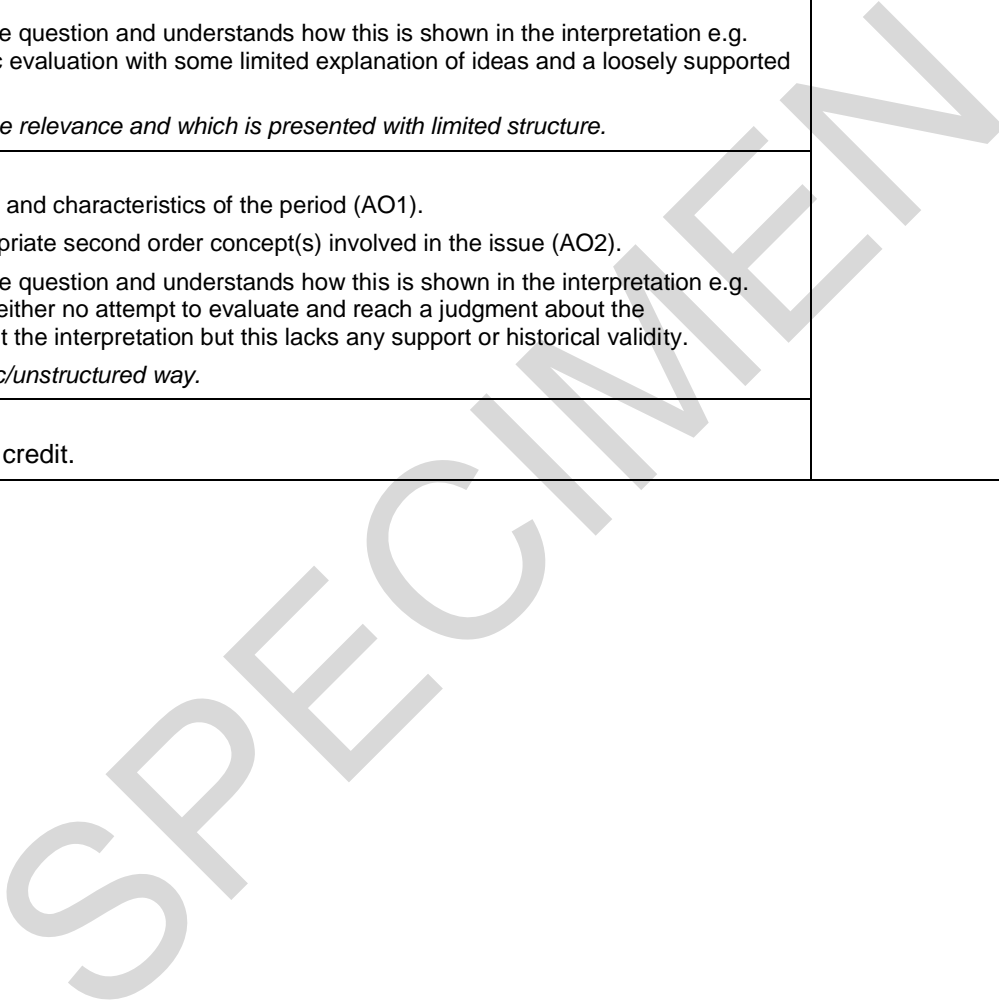 e question and understands how this is shown in the interpretation e.g.
c evaluation with some limited explanation of ideas and a loosely supported
e relevance and which is presented with limited structure.
and characteristics of the period (AO1).
priate second order concept(s) involved in the issue (AO2).
e question and understands how this is shown in the interpretation e.g.
either no attempt to evaluate and reach a judgment about the
t the interpretation but this lacks any support or historical validity.
c/unstructured way.
credit.
SPECIMEN